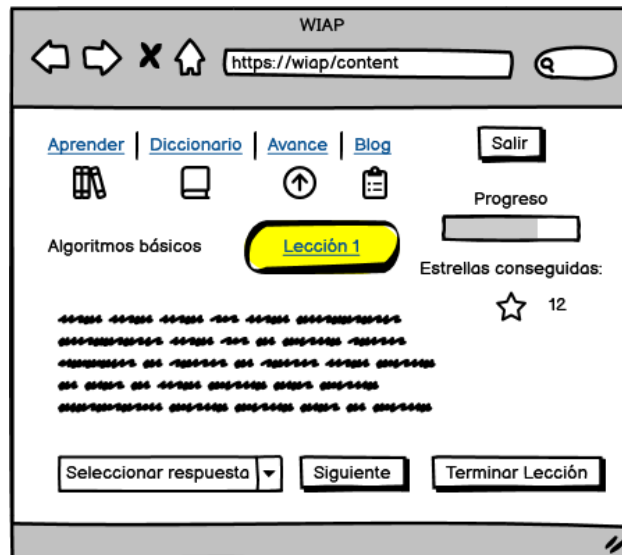 WIAP
https://wiap/content
Aprender Diccionario Avance Blog
Salir
Progreso
Algoritmos básicos
Lección 1
Estrellas conseguidas:
12
Seleccionar respuesta
Siguiente
Terminar Lección